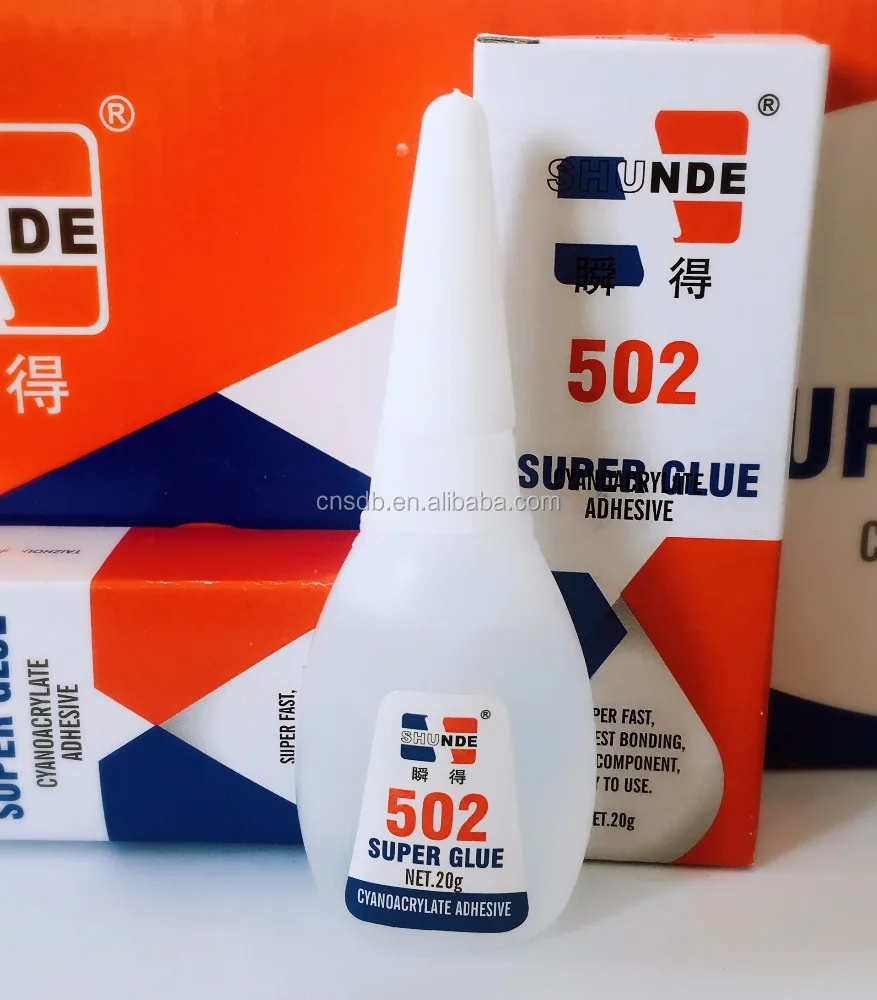 ®
DE
得
SHUNDE ®
瞬 得
502
SUPER GLUE
CYANOACRYLATE
ADHESIVE
PER FAST,
EST BONDING,
COMPONENT,
Y TO USE.
ET.20g
UP
C
cnsdb.en.alibaba.com
TAIZHOU
SUPER GLUE
CYANOACRYLATE
ADHESIVE
SUPER FAST,
SHUNDE ®
瞬 得
502
SUPER GLUE
NET.20g
CYANOACRYLATE ADHESIVE